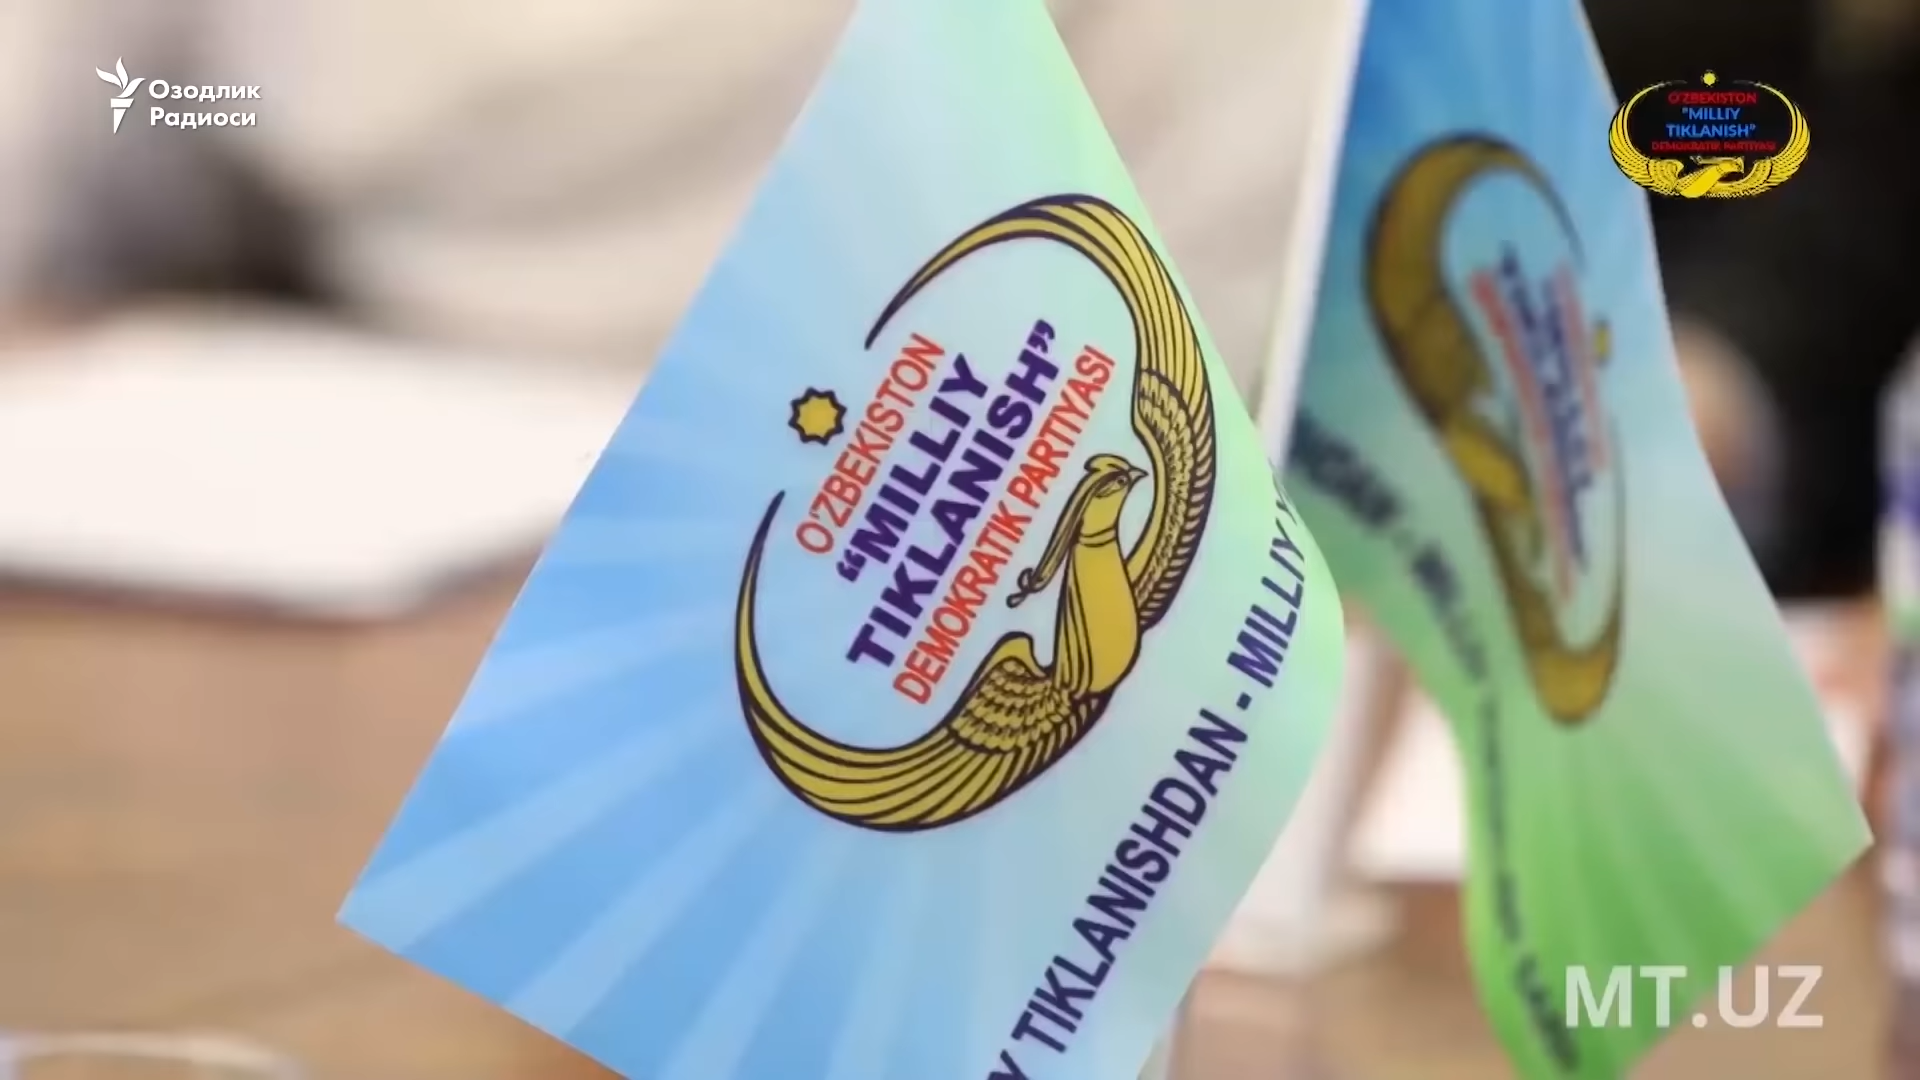 Озодлик
Радиоси
O'ZBEKISTON
"MILLIY
TIKLANISH"
DEMOKRATIK PARTIYASI
O'ZBEKISTON
“MILLIY
TIKLANISH”
DEMOKRATIK PARTIYASI
TIKLANISHDAN - MILLIY
MT.UZ